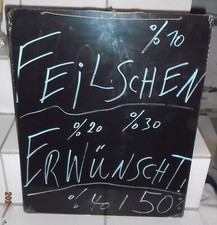 %10
FEILSCHEN
%20 %30
ERWÜNSCHT!
%40 / 50%